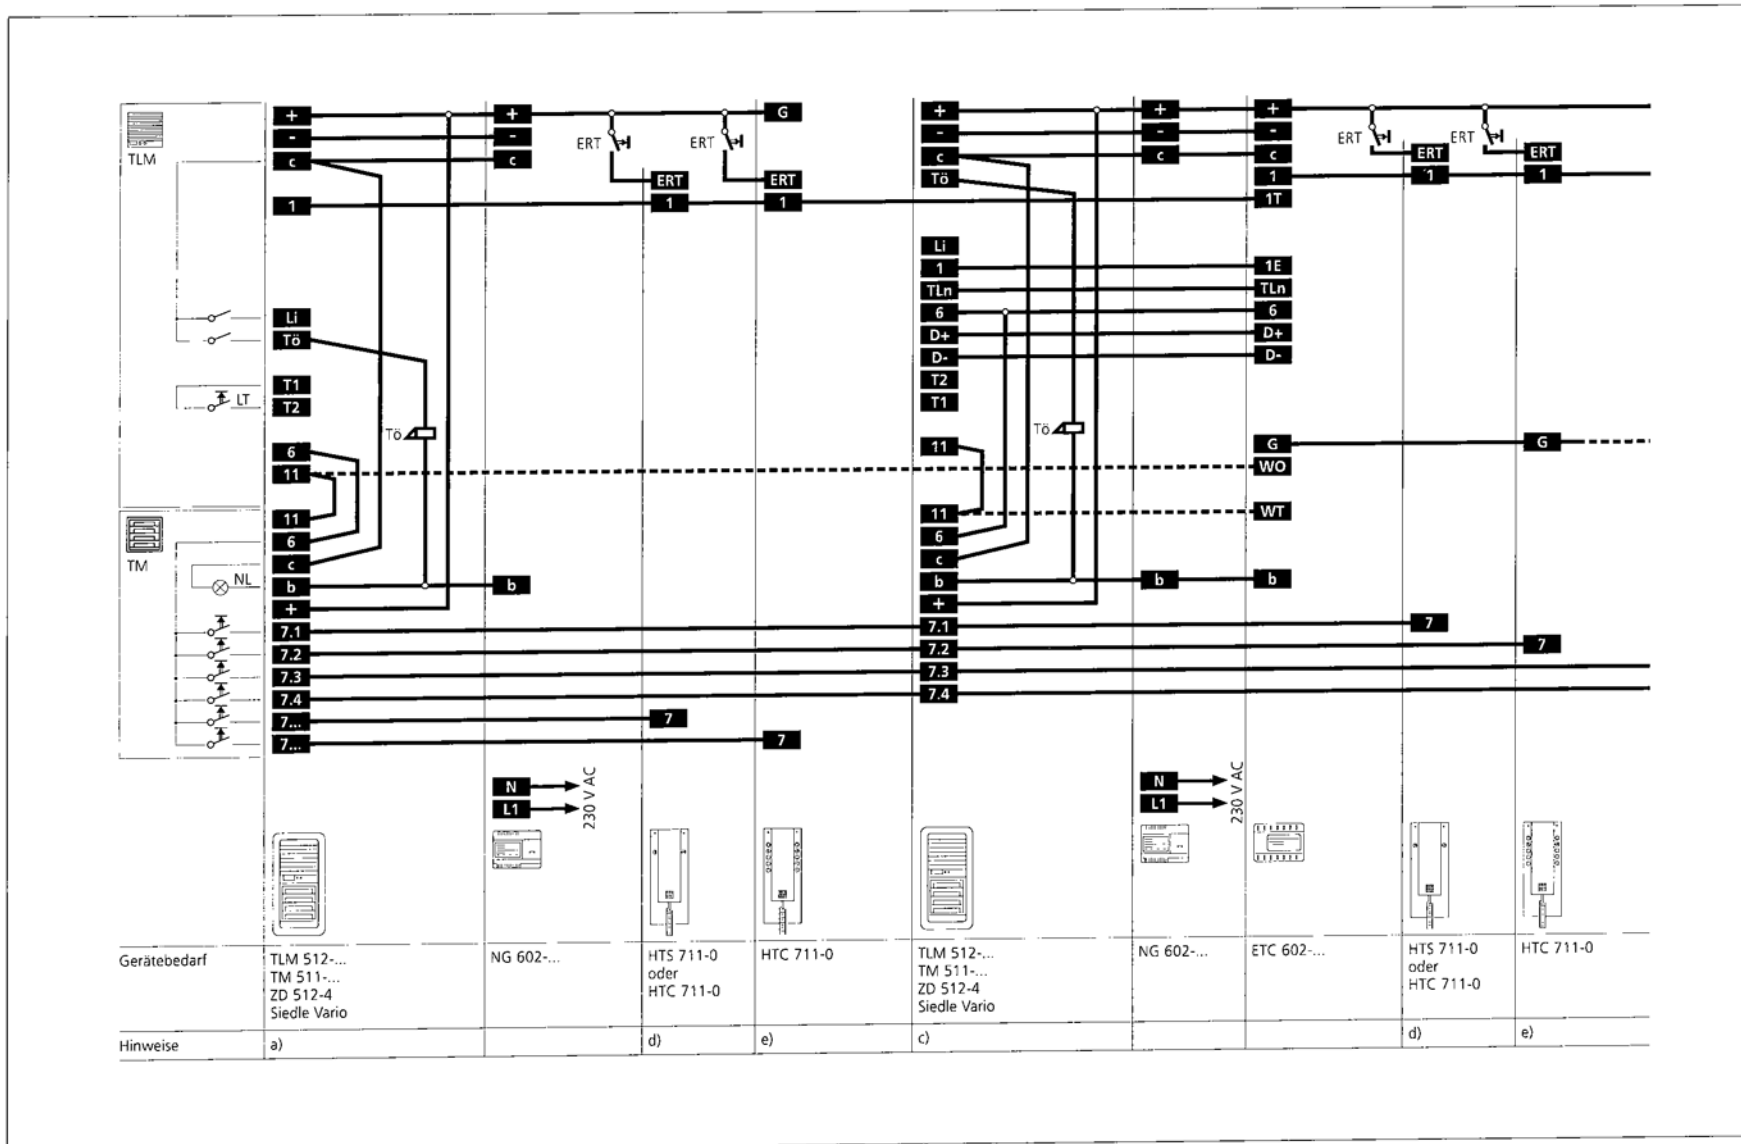 + + G + + +
- - - - -
c c c c c
ERT ERT ERT ERT
TLM
ERT ERT ERT ERT
Tö
1 1 1 1 1 1
1T
Li
1 1E
TLn TLn
Li 6 6
Tö D+ D+
D- D-
T1 T2
LT T2 T1
Tö Tö
6 11 G G
11 WO
11 11 WT
6 6
TM c c
NL b b b b b
+ +
7.1 7.1 7
7.2 7.2 7
7.3 7.3
7.4 7.4
7... 7
7... 7
N N
L1 L1
230 V AC 230 V AC
Gerätebedarf
TLM 512-...
TM 511-...
ZD 512-4
Siedle Vario
NG 602-...
HTS 711-0
oder
HTC 711-0
HTC 711-0
TLM 512-...
TM 511-...
ZD 512-4
Siedle Vario
NG 602-...
ETC 602-...
HTS 711-0
oder
HTC 711-0
HTC 711-0
Hinweise a) d) e) c) d) e)